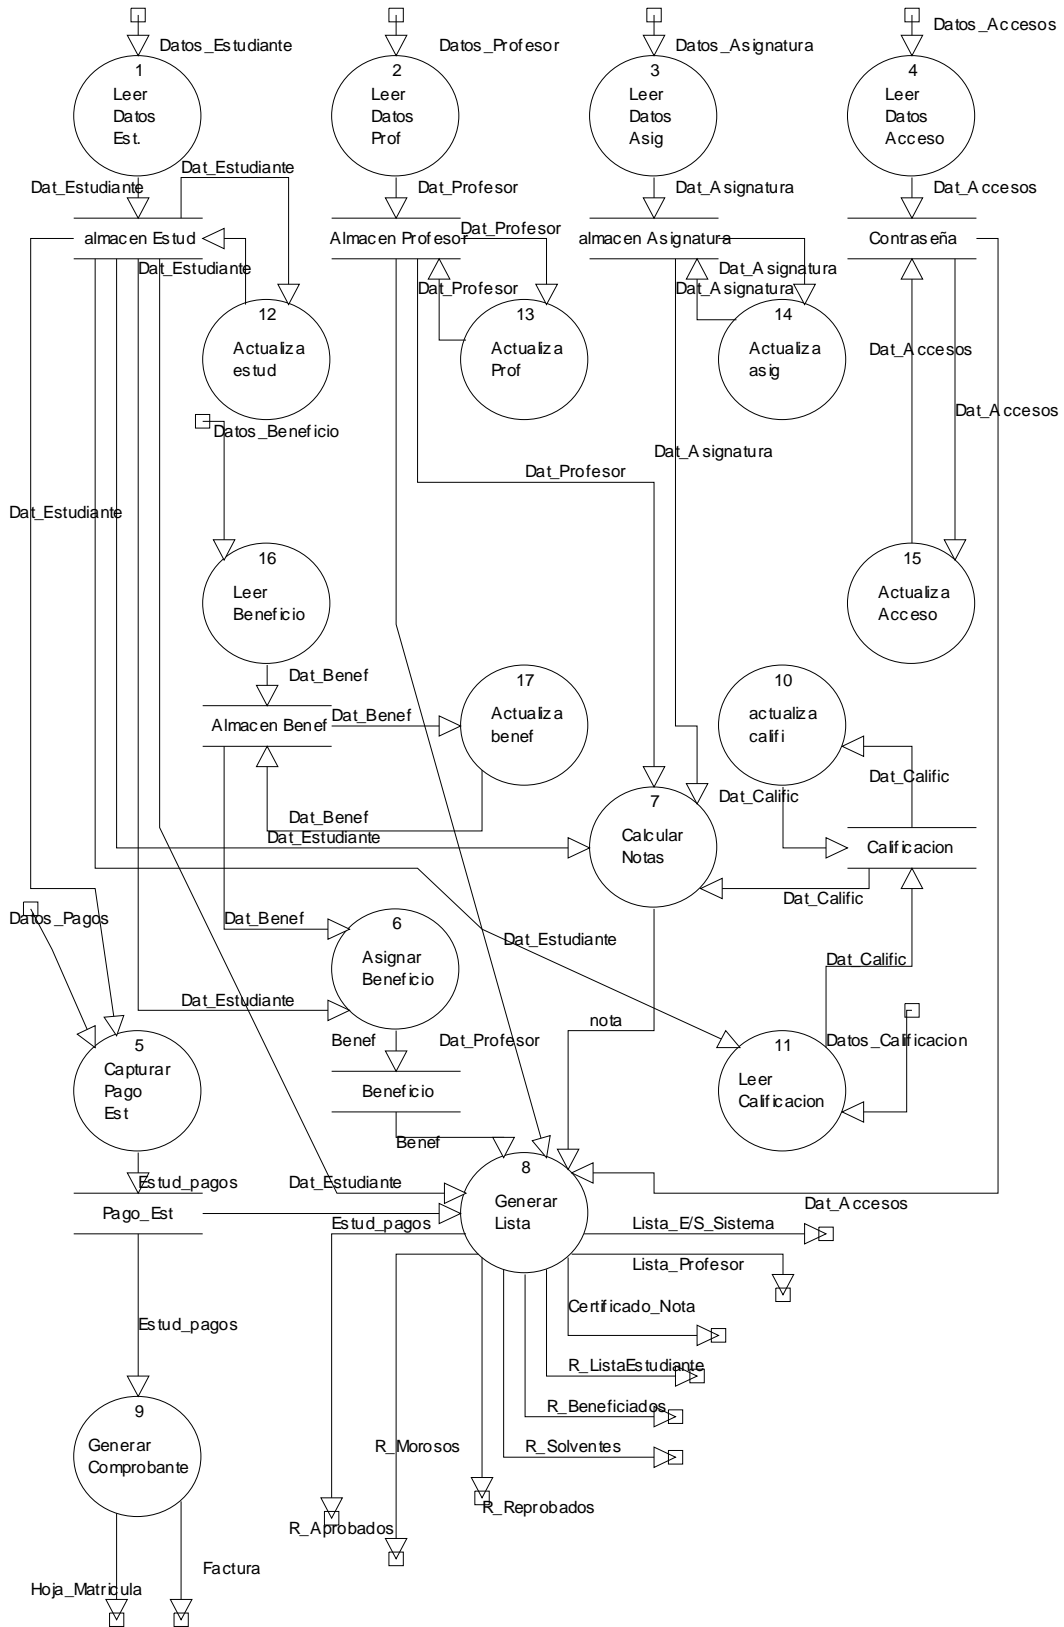 Datos_Estudiante
Datos_Profesor
Datos_Asignatura
Datos_Accesos
1
Leer
Datos
Est.
2
Leer
Datos
Prof
3
Leer
Datos
Asig
4
Leer
Datos
Acceso
Dat_Estudiante
Dat_Estudiante
Dat_Profesor
Dat_Asignatura
Dat_Accesos
almacen Estud
Almacen Profesor
Dat_Profesor
almacen Asignatura
Contraseña
Dat_Estudiante
Dat_Profesor
Dat_Asignatura
Dat_Asignatura
12
Actualiza
estud
13
Actualiza
Prof
14
Actualiza
asig
Dat_Accesos
Dat_Accesos
Datos_Beneficio
Dat_Asignatura
Dat_Profesor
Dat_Estudiante
16
Leer
Beneficio
15
Actualiza
Acceso
Dat_Benef
Almacen Benef
Dat_Benef
17
Actualiza
benef
10
actualiza
califi
Dat_Calific
Dat_Calific
Dat_Benef
Dat_Estudiante
7
Calcular
Notas
Calificacion
Dat_Calific
Datos_Pagos
Dat_Benef
6
Asignar
Beneficio
Dat_Estudiante
Dat_Calific
Dat_Estudiante
nota
Datos_Calificacion
Benef
Dat_Profesor
5
Capturar
Pago
Est
11
Leer
Calificacion
Beneficio
Benef
Estud_pagos
Dat_Estudiante
8
Generar
Lista
Dat_Accesos
Pago_Est
Estud_pagos
Lista_E/S_Sistema
Lista_Profesor
Certificado_Nota
Estud_pagos
R_ListaEstudiante
R_Beneficiados
R_Solventes
R_Morosos
9
Generar
Comprobante
R_Reprobados
R_Aprobados
Factura
Hoja_Matricula